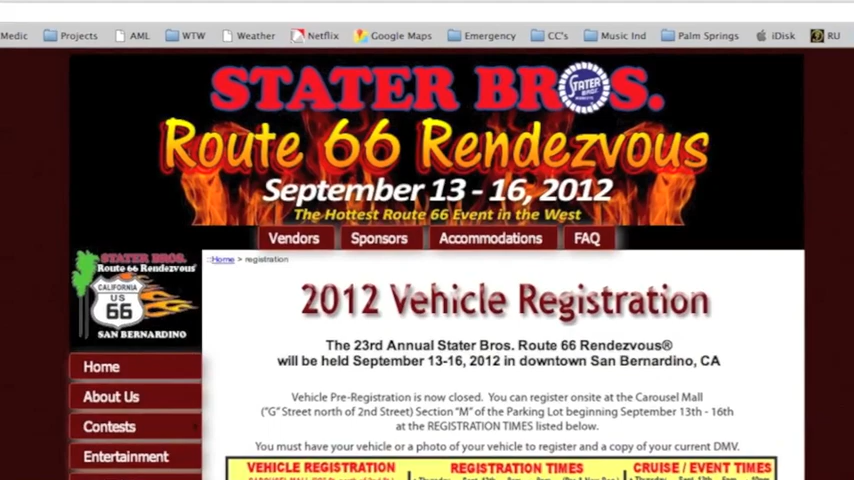 Medic Projects AML WTW Weather Netflix Google Maps Emergency CC's Music Ind Palm Springs iDisk RU
STATER BROS.
STATER BROS
Route 66 Rendezvous
September 13 - 16, 2012
The Hottest Route 66 Event in the West
Vendors Sponsors Accommodations FAQ
STATER BROS.
Route 66 Rendezvous
CALIFORNIA
US
66
SAN BERNARDINO
::Home > registration
2012 Vehicle Registration
The 23rd Annual Stater Bros. Route 66 Rendezvous®
will be held September 13-16, 2012 in downtown San Bernardino, CA
Home
About Us
Contests
Entertainment
Vehicle Pre-Registration is now closed. You can register onsite at the Carousel Mall
("G" Street north of 2nd Street) Section "M" of the Parking Lot beginning September 13th - 16th
at the REGISTRATION TIMES listed below.
You must have your vehicle or a photo of your vehicle to register and a copy of your current DMV.
VEHICLE REGISTRATION REGISTRATION TIMES CRUISE / EVENT TIMES